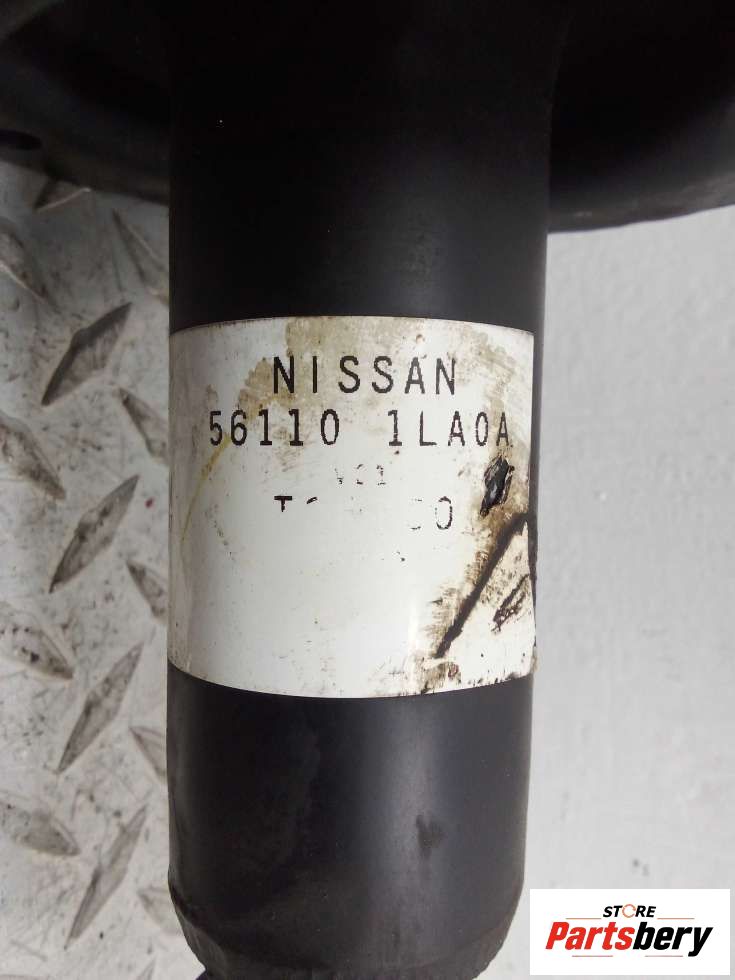 NISSAN
56110 1LA0A
STORE
Partsbery